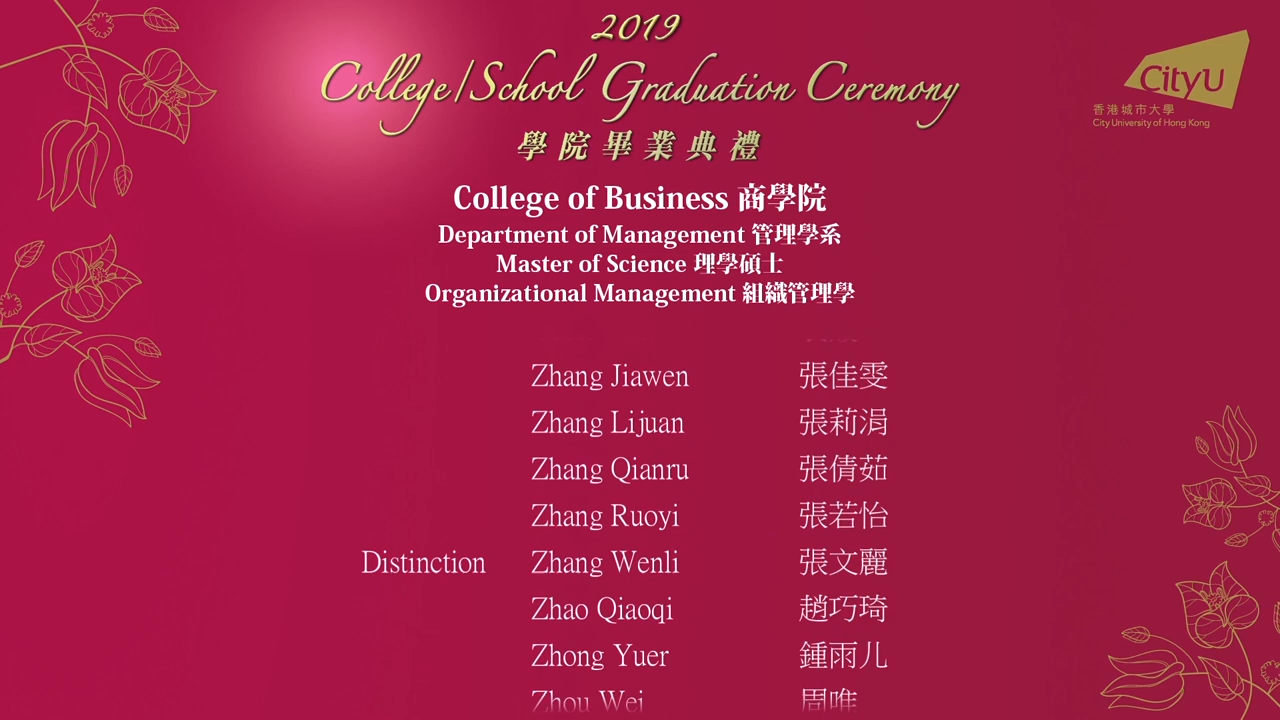 2019
College/School Graduation Ceremony
學院畢業典禮
CityU
香港城市大學
City University of Hong Kong
College of Business 商學院
Department of Management 管理學系
Master of Science 理學碩士
Organizational Management 組織管理學
Zhang Jiawen 張佳雯
Zhang Lijuan 張莉涓
Zhang Qianru 張倩茹
Zhang Ruoyi 張若怡
Distinction Zhang Wenli 張文麗
Zhao Qiaoqi 趙巧琦
Zhong Yuer 鍾雨儿
Zhou Wei 周唯